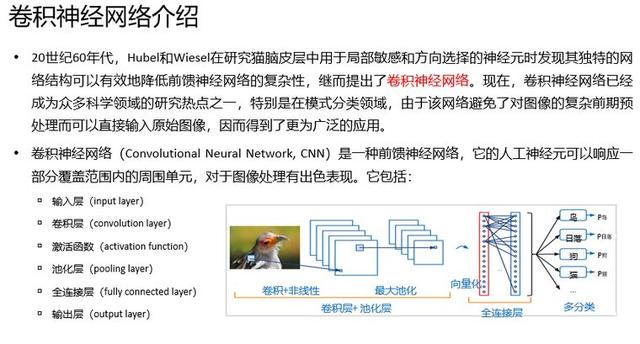 卷积神经网络介绍
• 20世纪60年代，Hubel和Wiesel在研究猫脑皮层中用于局部敏感和方向选择的神经元时发现其独特的网
络结构可以有效地降低前馈神经网络的复杂性，继而提出了卷积神经网络。现在，卷积神经网络已经
成为众多科学领域的研究热点之一，特别是在模式分类领域，由于该网络避免了对图像的复杂前期预
处理而可以直接输入原始图像，因而得到了更为广泛的应用。
• 卷积神经网络（Convolutional Neural Network, CNN）是一种前馈神经网络，它的人工神经元可以响应一
部分覆盖范围内的周围单元，对于图像处理有出色表现。它包括：
输入层（input layer)
卷积层（convolution layer)
激活函数（activation function)
池化层（pooling layer)
全连接层（fully connected layer)
输出层（output layer)
卷积+非线性
最大池化
卷积层+ 池化层
向量化
全连接层
多分类
鸟 P鸟
日落 P日落
狗 P狗
猫 P猫
...